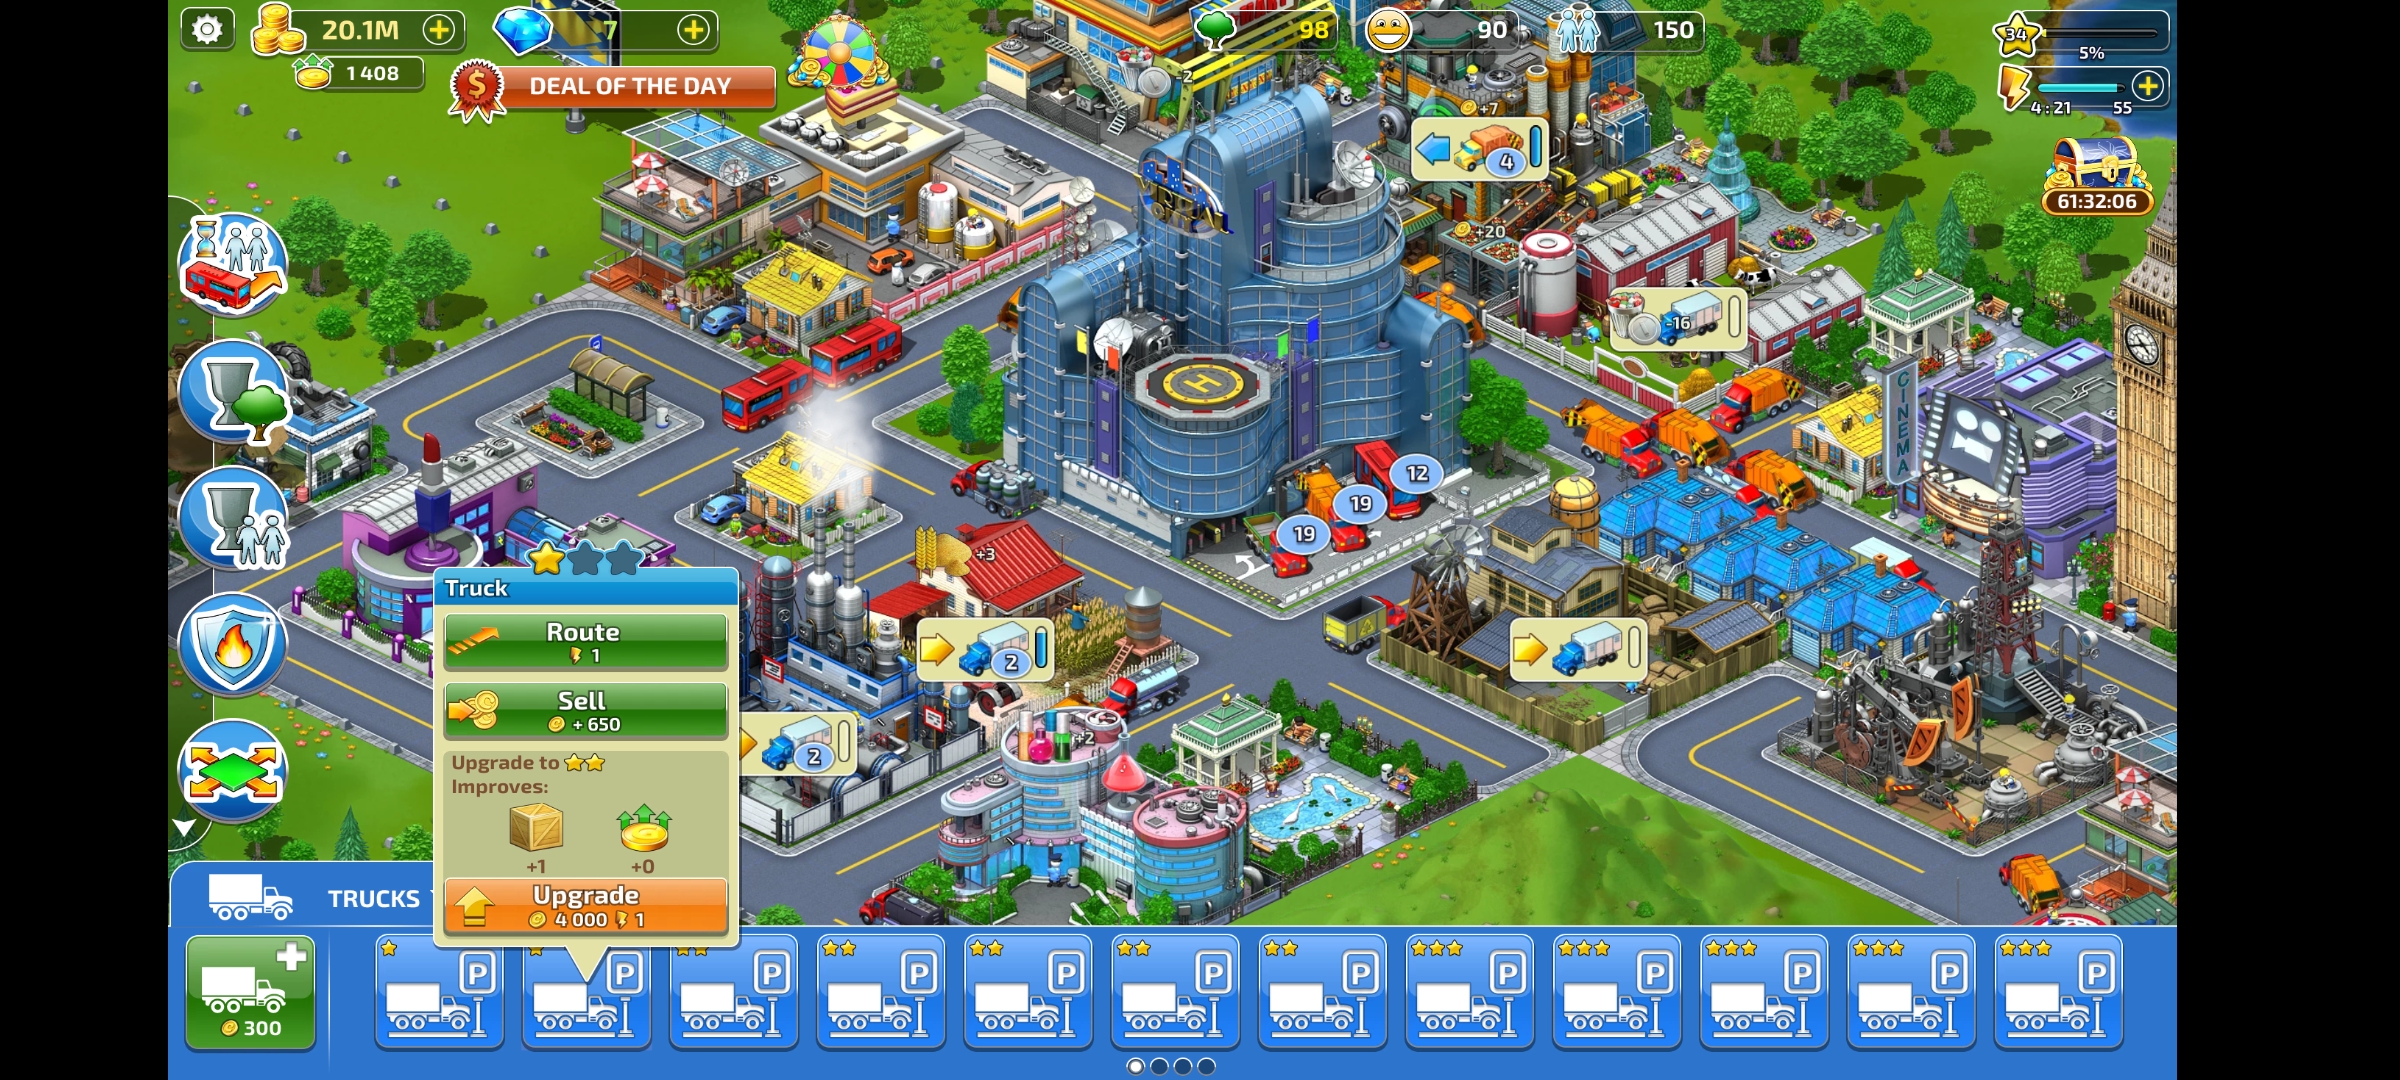 20.1M
7
98
90
150
34
5%
1 408
DEAL OF THE DAY
4:21
55
-2
+7
4
61:32:06
+20
-16
CINEMA
H
12
19
19
+3
2
2
+2
Truck
Route
1
Sell
+ 650
Upgrade to
Improves:
+1
+0
Upgrade
4 000 1
TRUCKS
300
P
P
P
P
P
P
P
P
P
P
P
P